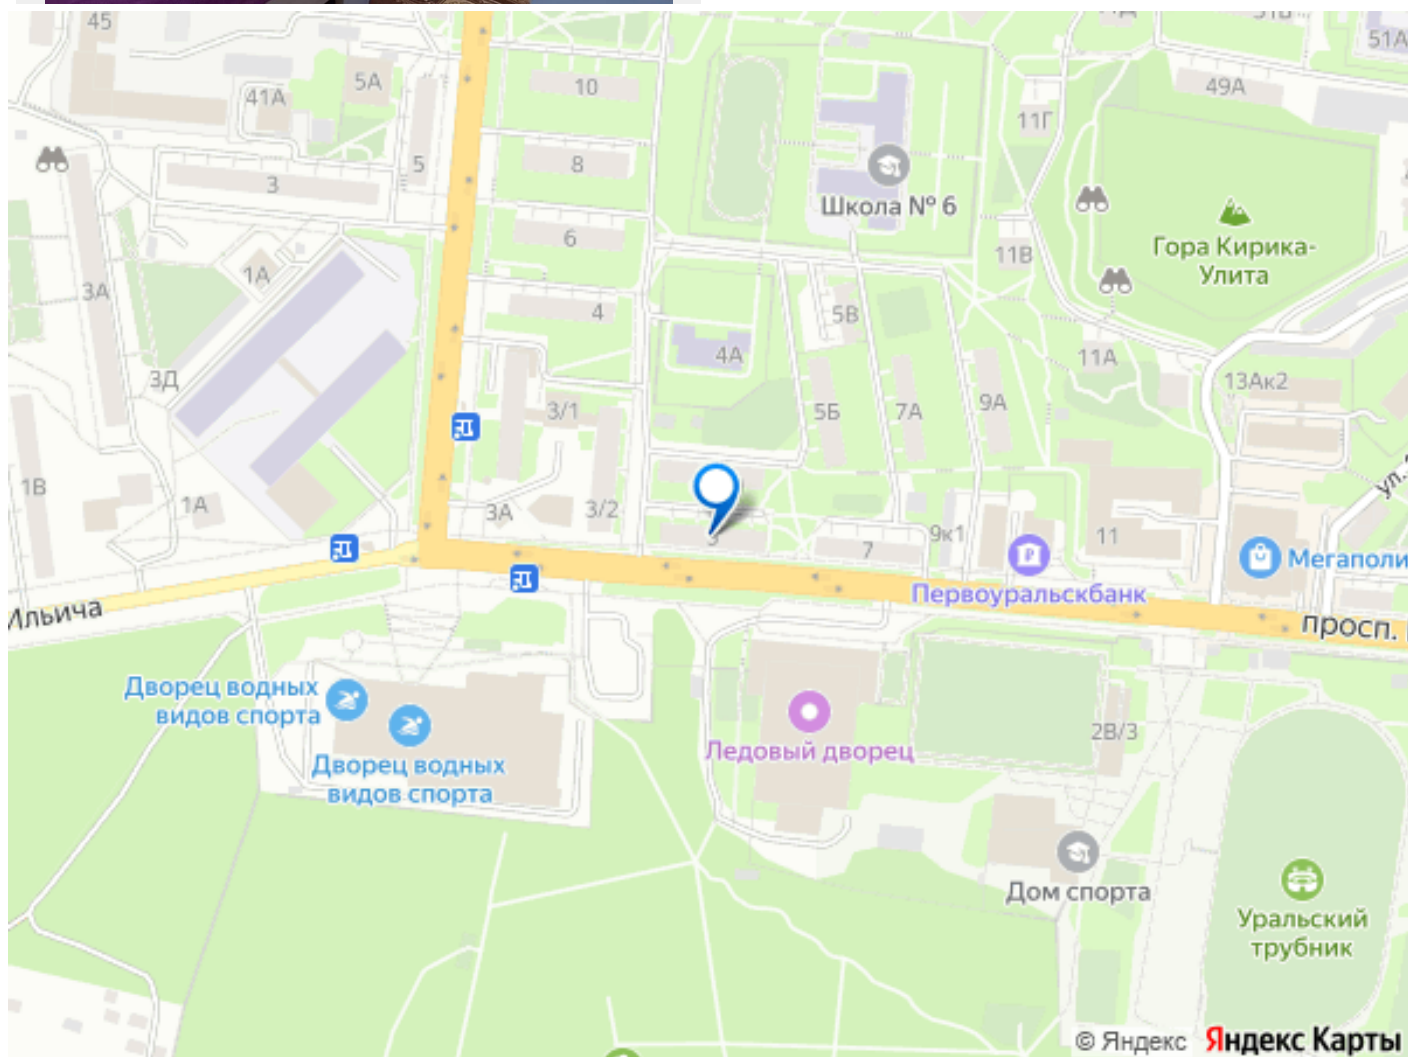 45
51А
5А
41А
10
49А
11Г
5
8
3
Школа № 6
6
Гора Кирика-
Улита
11В
1А
3А
4
5В
4А
11А
3Д
13Ак2
3/1
5Б
7А
9А
1В
1А
3А
3/2
ул.
9к1
11
7
Мегаполи
Первоуральскбанк
Ильича
просп.
Дворец водных
видов спорта
2В/3
Ледовый дворец
Дворец водных
видов спорта
Дом спорта
Уральский
трубник
© Яндекс Яндекс Карты